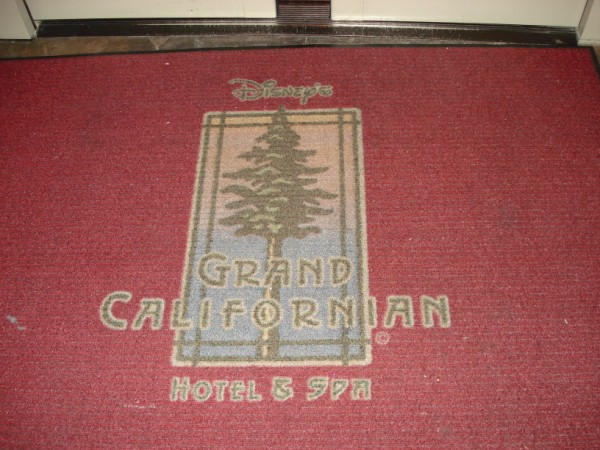 Disney's
GRAND
CALIFORNIAN
©
HOTEL & SPA